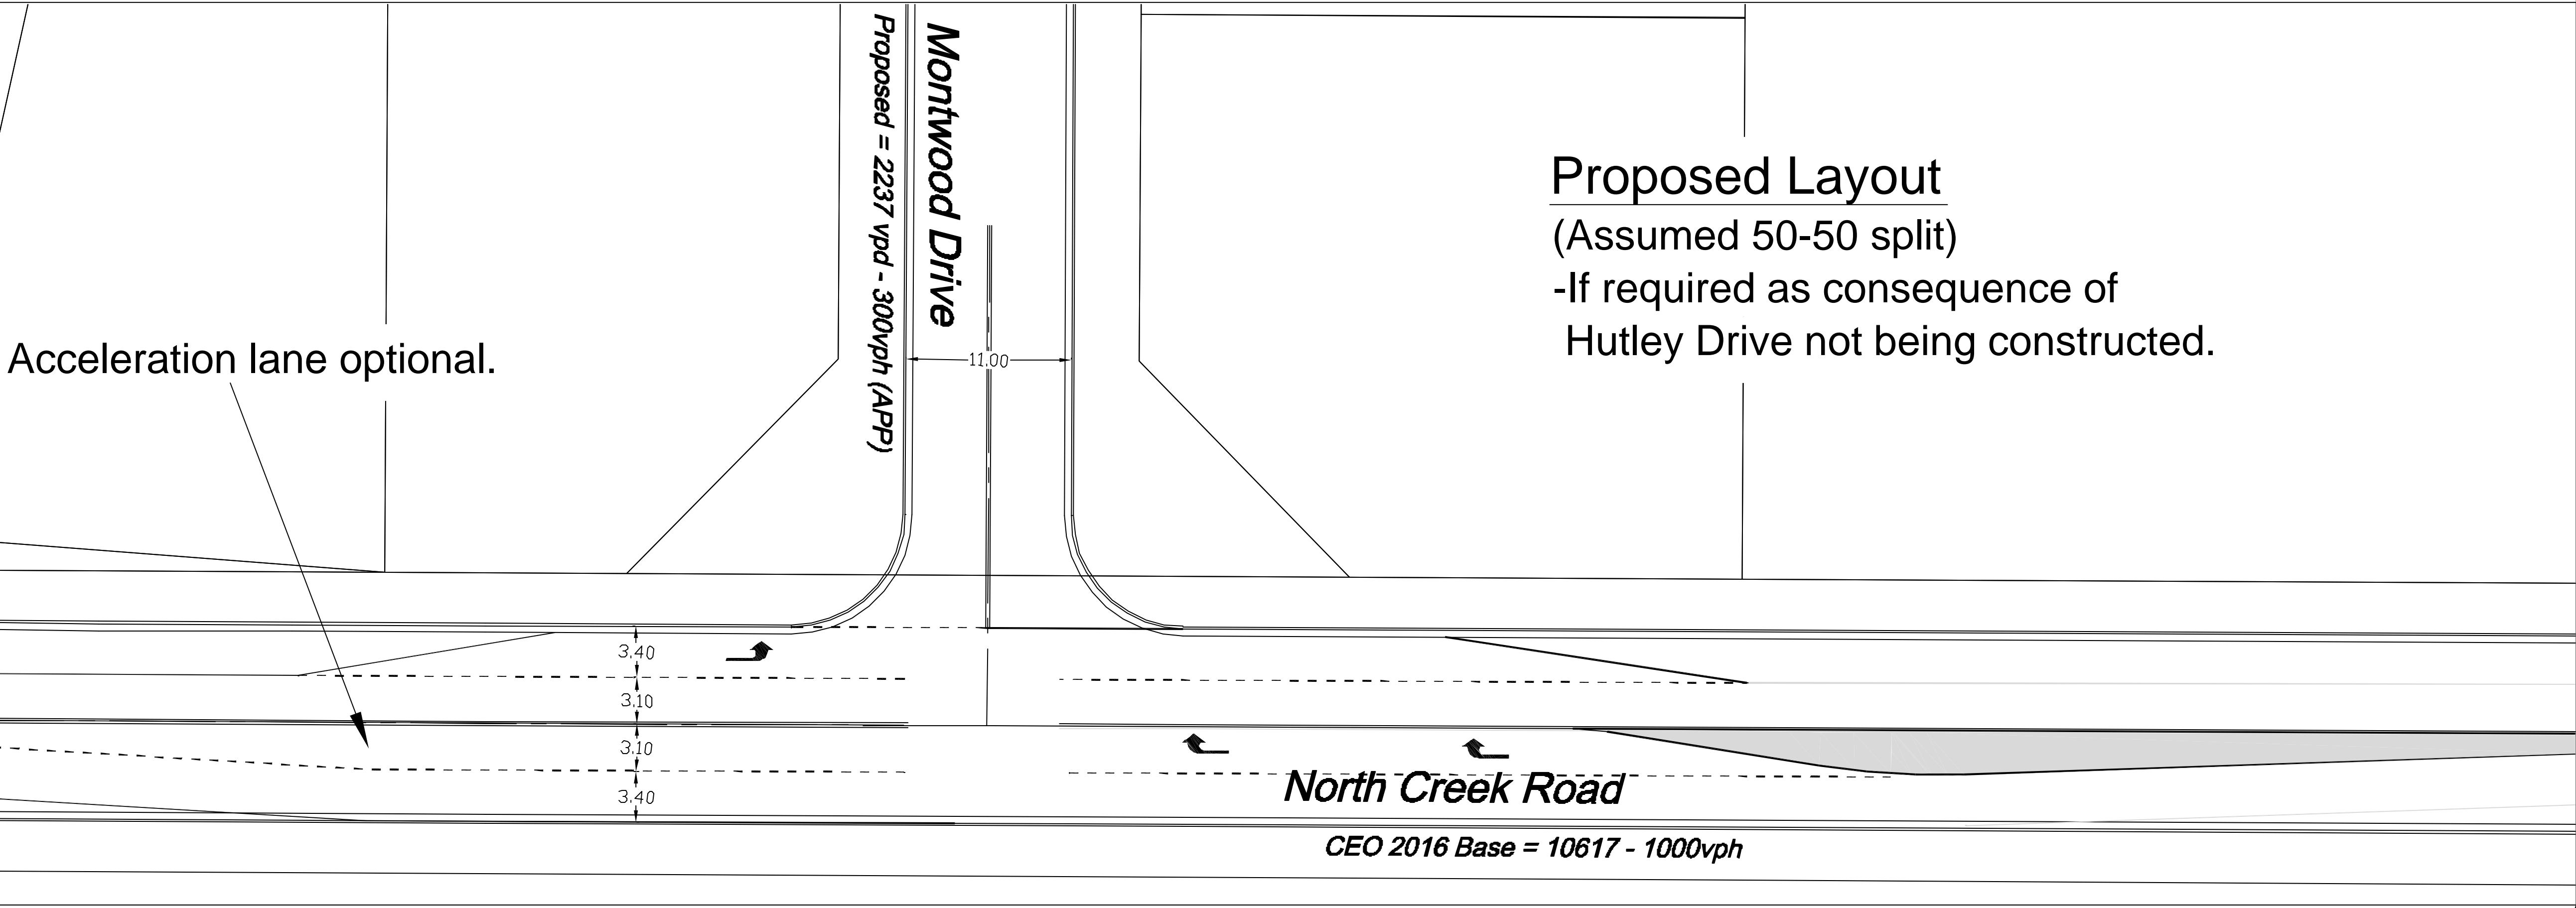 Montwood Drive
Proposed = 2237 vpd - 300vph (APP)
Proposed Layout
(Assumed 50-50 split)
-If required as consequence of
Hutley Drive not being constructed.
Acceleration lane optional.
11.00
3.40
3.10
3.10
3.40
North Creek Road
CEO 2016 Base = 10617 - 1000vph